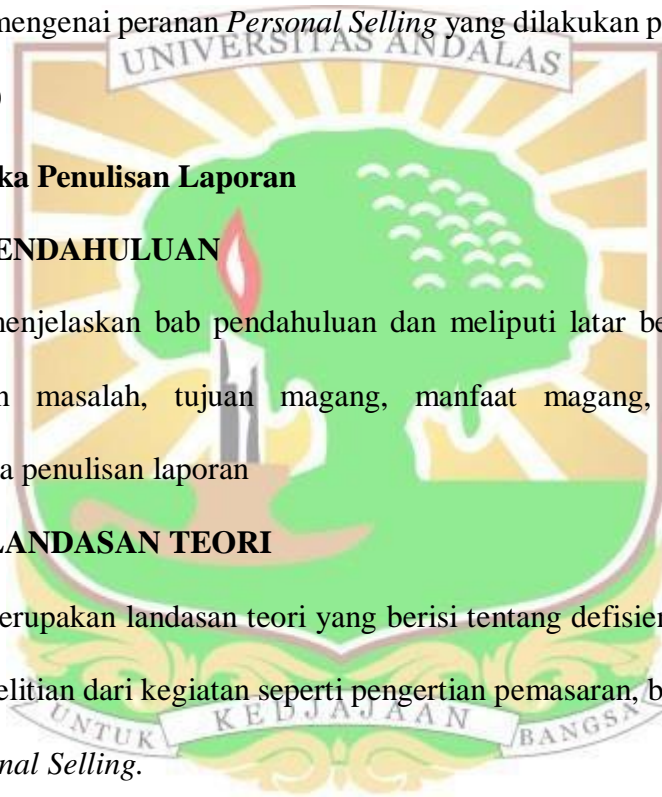 mengenai peranan Personal Selling yang dilakukan p
UNIVERSITAS ANDALAS
)
ka Penulisan Laporan
ENDAHULUAN
menjelaskan bab pendahuluan dan meliputi latar be
masalah, tujuan magang, manfaat magang,
a penulisan laporan
LANDASAN TEORI
erupakan landasan teori yang berisi tentang defisier
elitian dari kegiatan seperti pengertian pemasaran, b
UNTUK KEDJAJAAN BANGSA
nal Selling.